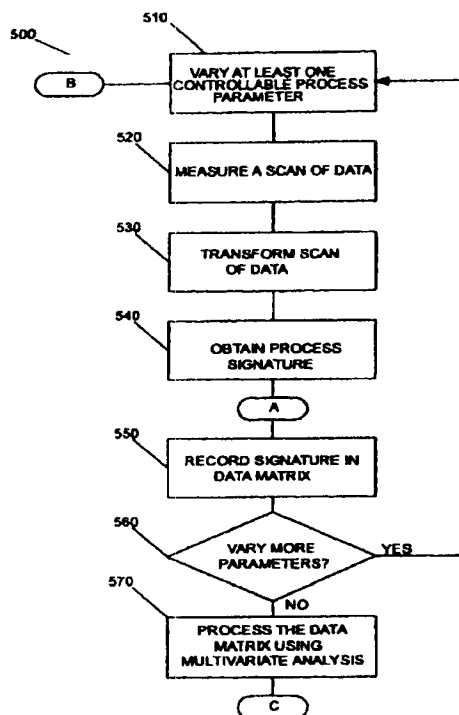 500
510
B
VARY AT LEAST ONE
CONTROLLABLE PROCESS
PARAMETER
520
MEASURE A SCAN OF DATA
530
TRANSFORM SCAN
OF DATA
540
OBTAIN PROCESS
SIGNATURE
A
550
RECORD SIGNATURE IN
DATA MATRIX
560
VARY MORE
PARAMETERS?
YES
NO
570
PROCESS THE DATA
MATRIX USING
MULTIVARIATE ANALYSIS
C